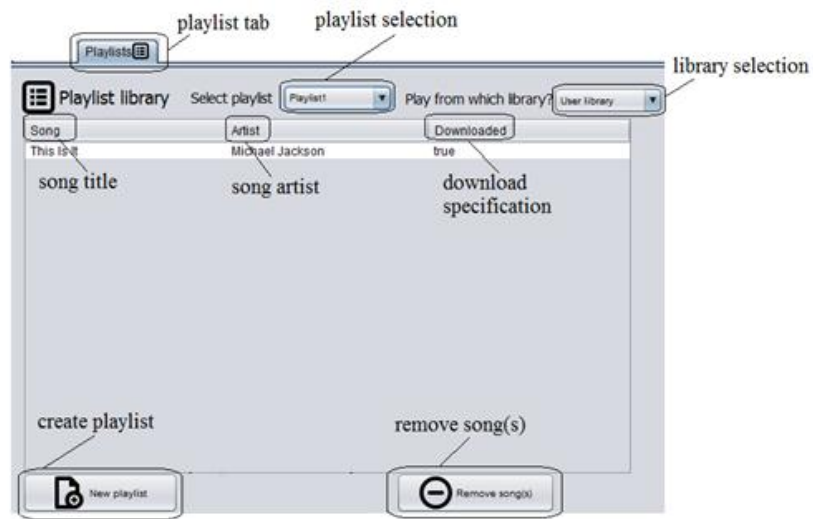 playlist tab
playlist selection
Playlists
library selection
Playlist library Select playlist Playlist1 Play from which library? User library
Song Artist Downloaded
This Is It Michael Jackson true
song title song artist download
specification
create playlist remove song(s)
New playlist Remove song(s)